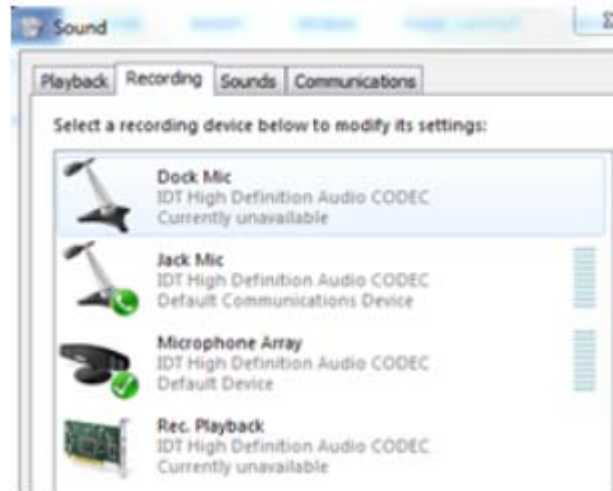 Sound
Playback Recording Sounds Communications
Select a recording device below to modify its settings:
Dock Mic
IDT High Definition Audio CODEC
Currently unavailable
Jack Mic
IDT High Definition Audio CODEC
Default Communications Device
Microphone Array
IDT High Definition Audio CODEC
Default Device
Rec. Playback
IDT High Definition Audio CODEC
Currently unavailable